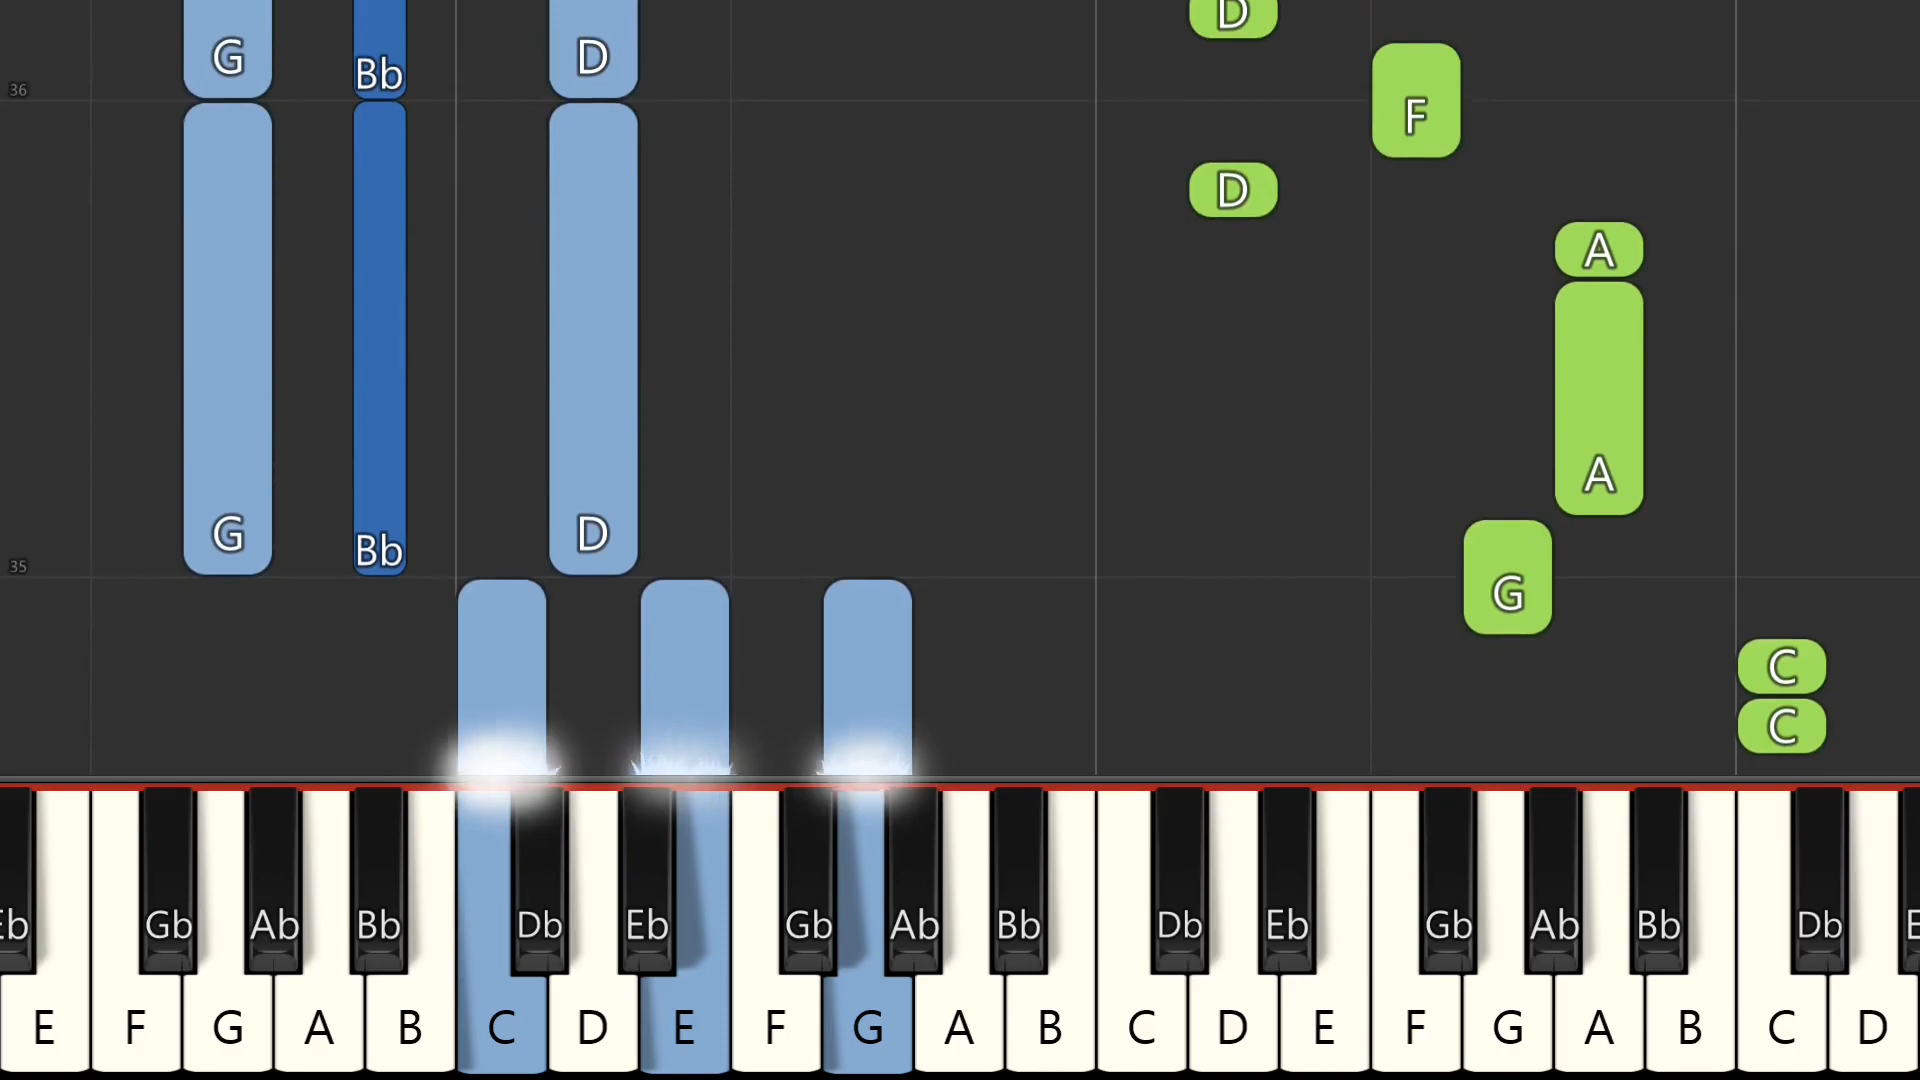 D
G D
Bb
36
F
D
A
A
G D
Bb
35
G
C
C
Eb Gb Ab Bb Db Eb Gb Ab Bb Db Eb Gb Ab Bb Db E
E F G A B C D E F G A B C D E F G A B C D